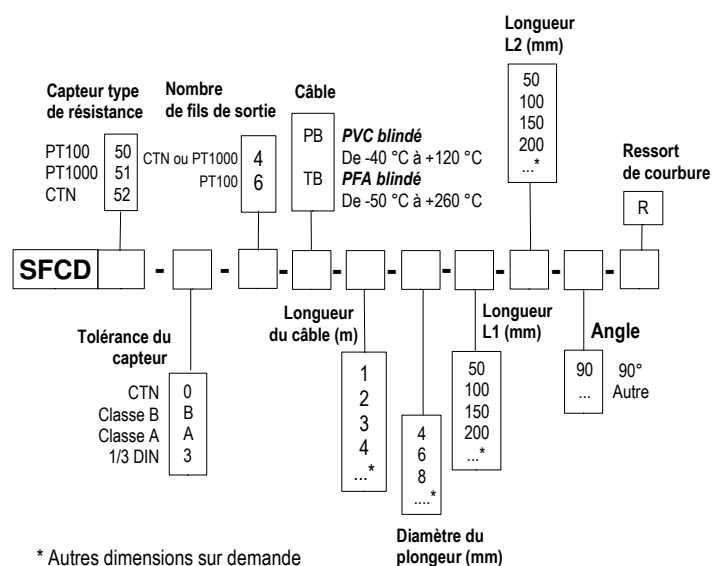 Longueur
L2 (mm)
50
100
150
200
...*
Capteur type
de résistance
PT100 50
PT1000 51
CTN 52
Nombre
de fils de sortie
CTN ou PT1000 4
PT100 6
Câble
PB PVC blindé
De -40 °C à +120 °C
TB PFA blindé
De -50 °C à +260 °C
Ressort
de courbure
R
SFCD - - - - - - - - -
Tolérance du
capteur
CTN 0
Classe B B
Classe A A
1/3 DIN 3
Longueur
du câble (m)
1
2
3
4
...*
4
6
8
....*
Diamètre du
plongeur (mm)
Longueur
L1 (mm)
50
100
150
200
...*
Angle
90 90°
... Autre
* Autres dimensions sur demande